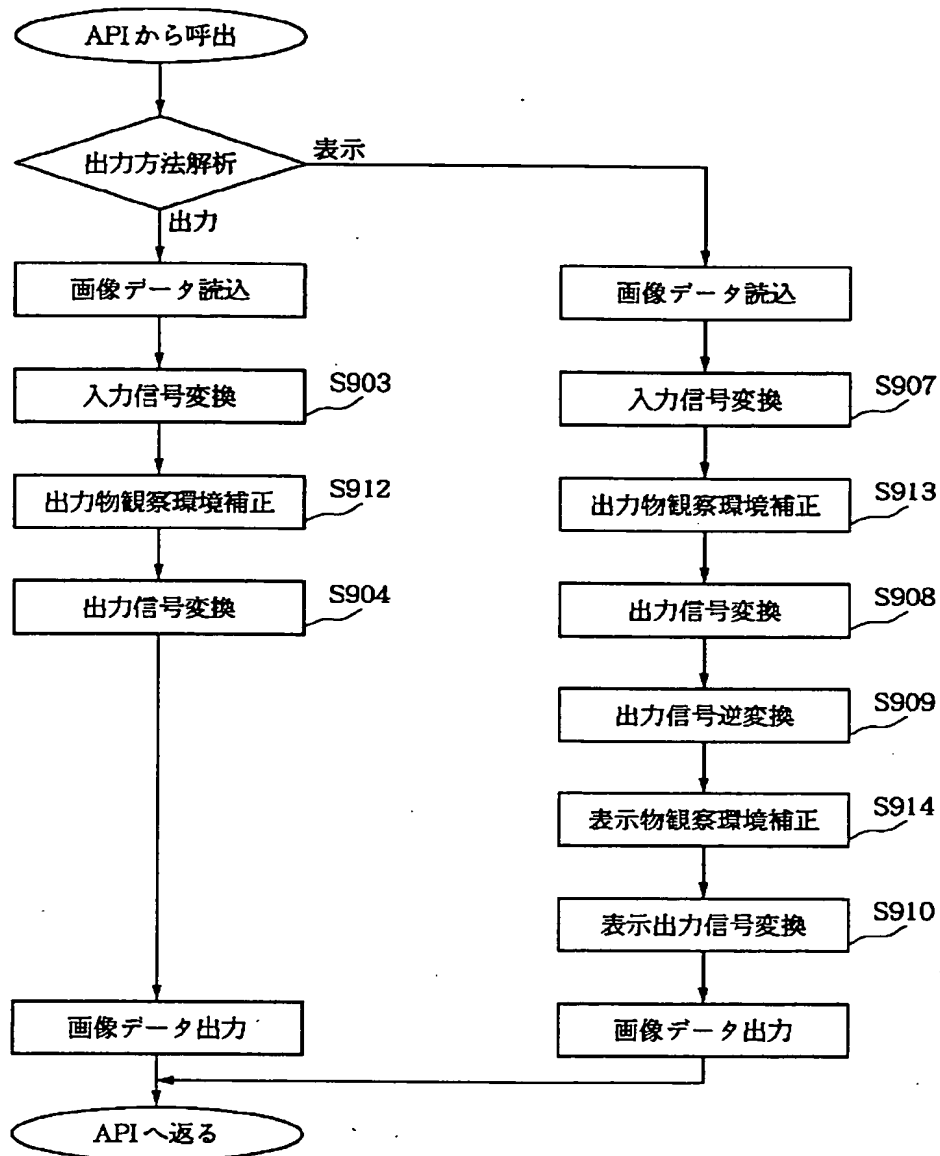 APIから呼出
出力方法解析
表示
出力
画像データ読込
入力信号変換
S903
出力物観察環境補正
S912
出力信号変換
S904
画像データ出力
画像データ読込
入力信号変換
S907
出力物観察環境補正
S913
出力信号変換
S908
出力信号逆変換
S909
表示物観察環境補正
S914
表示出力信号変換
S910
画像データ出力
APIへ返る